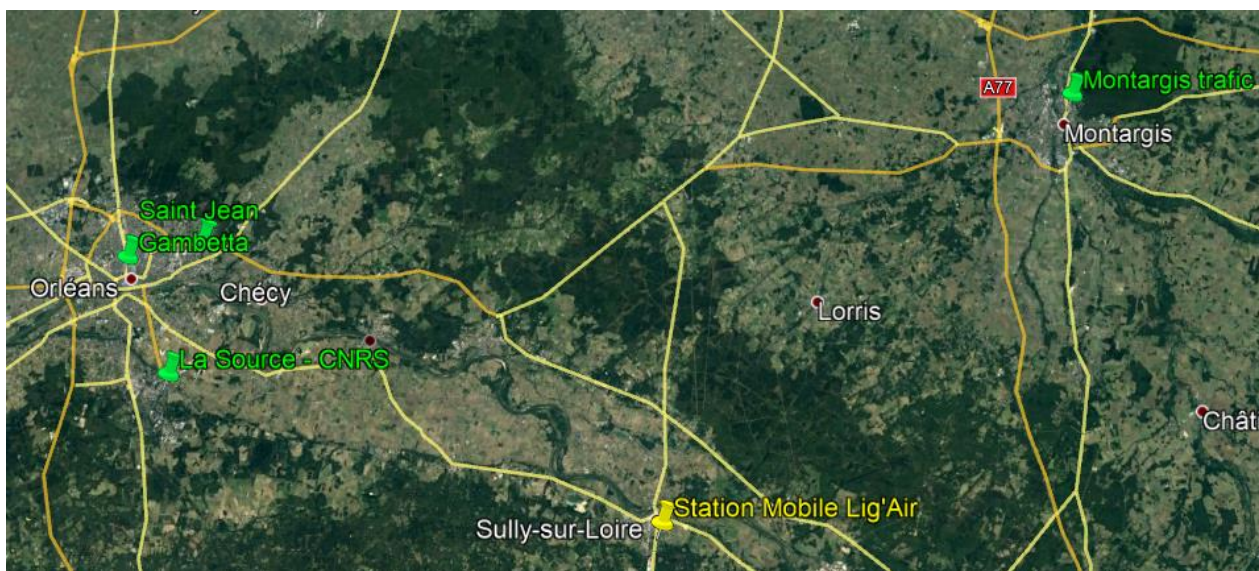 Montargis trafic
A77
Montargis
Saint Jean
Gambetta
Orléans
Chécy
Lorris
La Source - CNRS
Chât
Station Mobile Lig'Air
Sully-sur-Loire